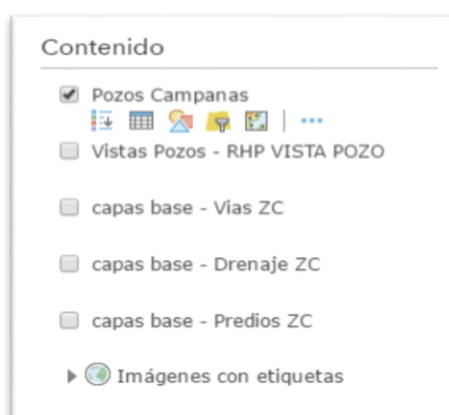 Contenido
Pozos Campanas
Vistas Pozos - RHP VISTA POZO
capas base - Vias ZC
capas base - Drenaje ZC
capas base - Predios ZC
Imágenes con etiquetas